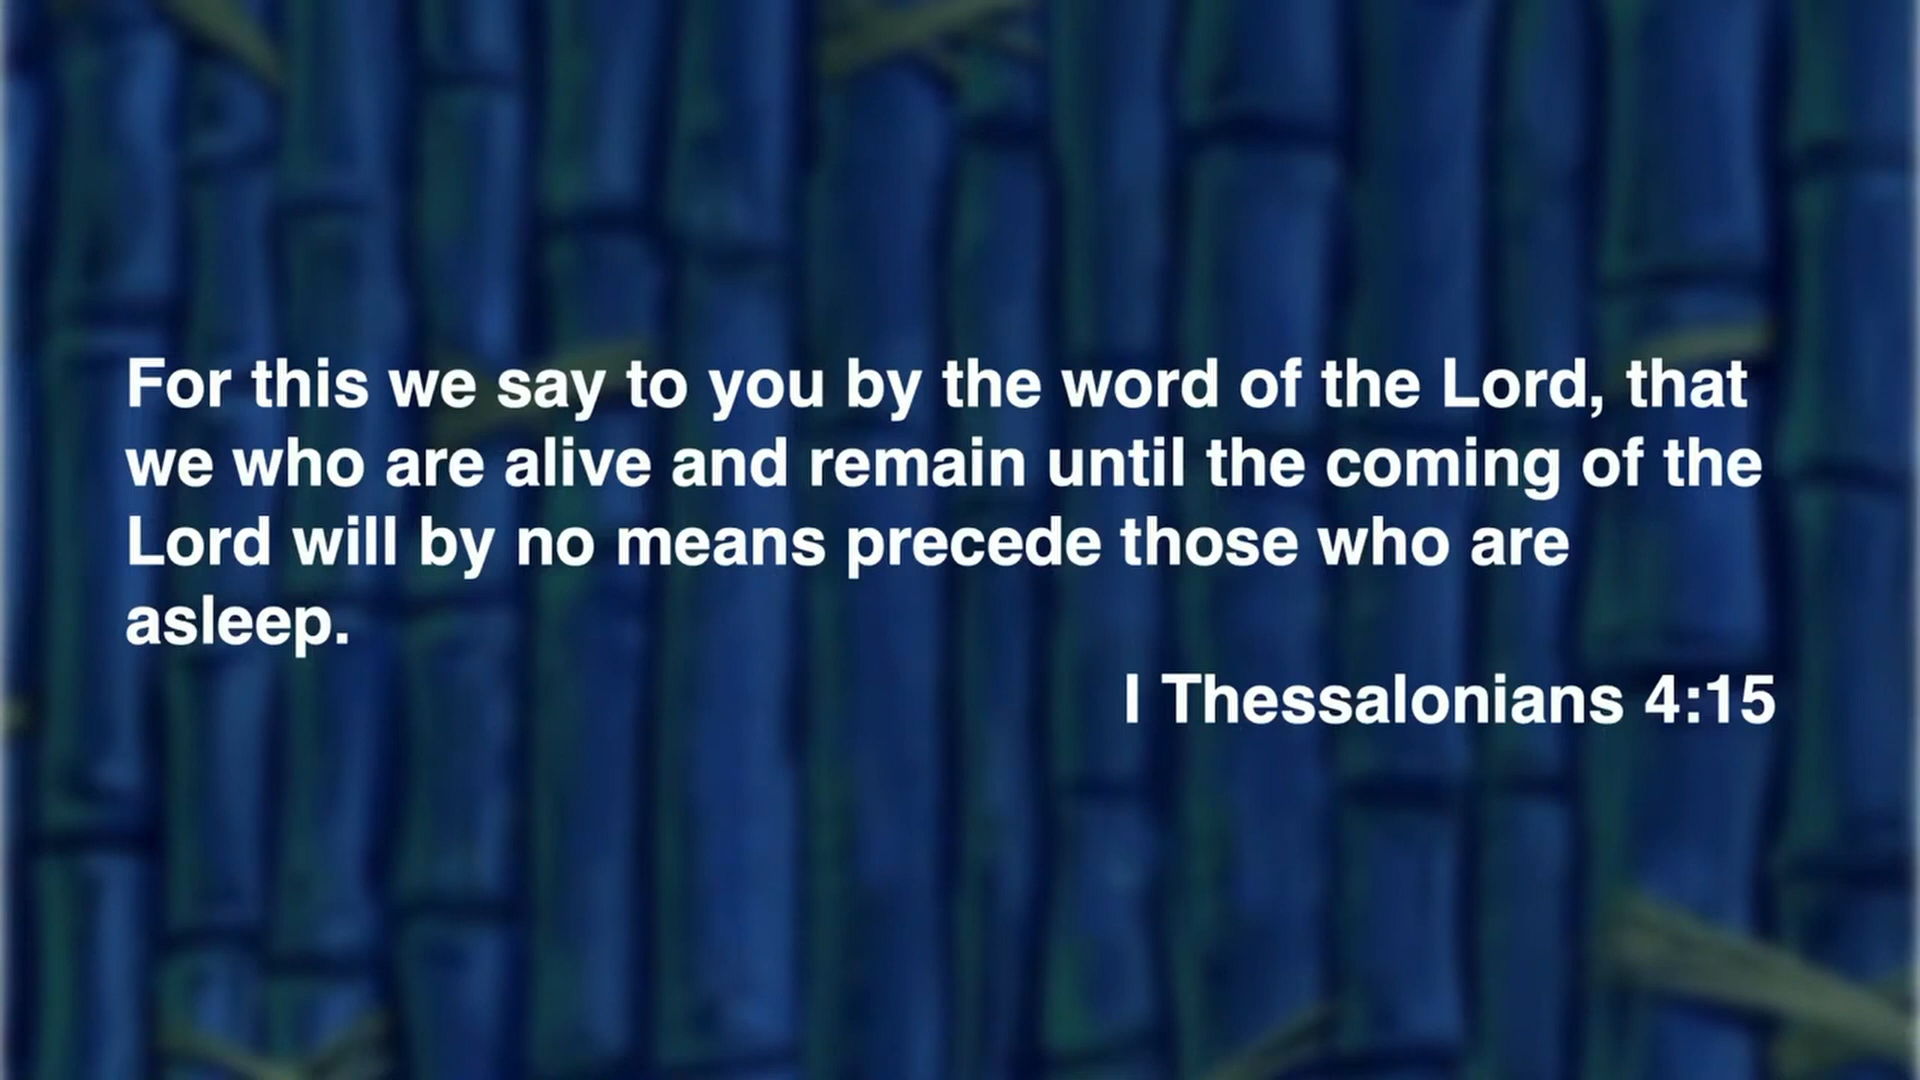 For this we say to you by the word of the Lord, that
we who are alive and remain until the coming of the
Lord will by no means precede those who are
asleep.
I Thessalonians 4:15